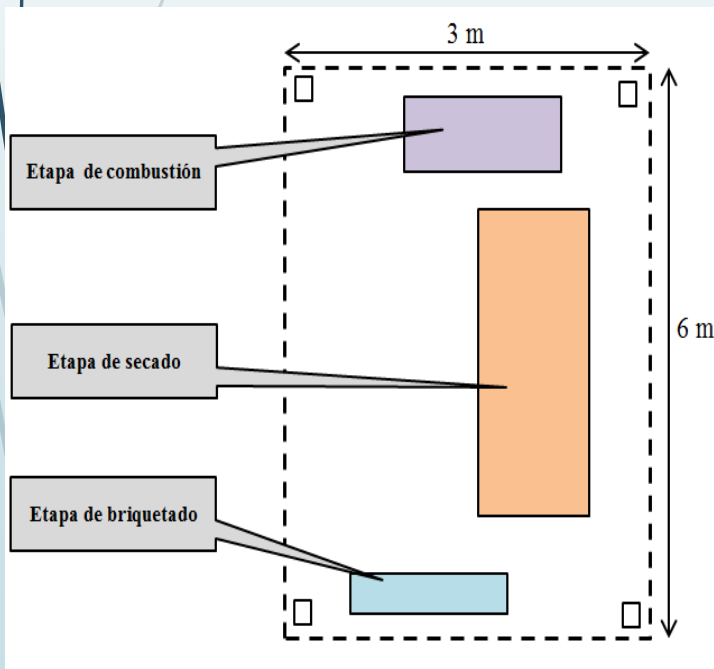 3 m
Etapa de combustión
6 m
Etapa de secado
Etapa de briquetado